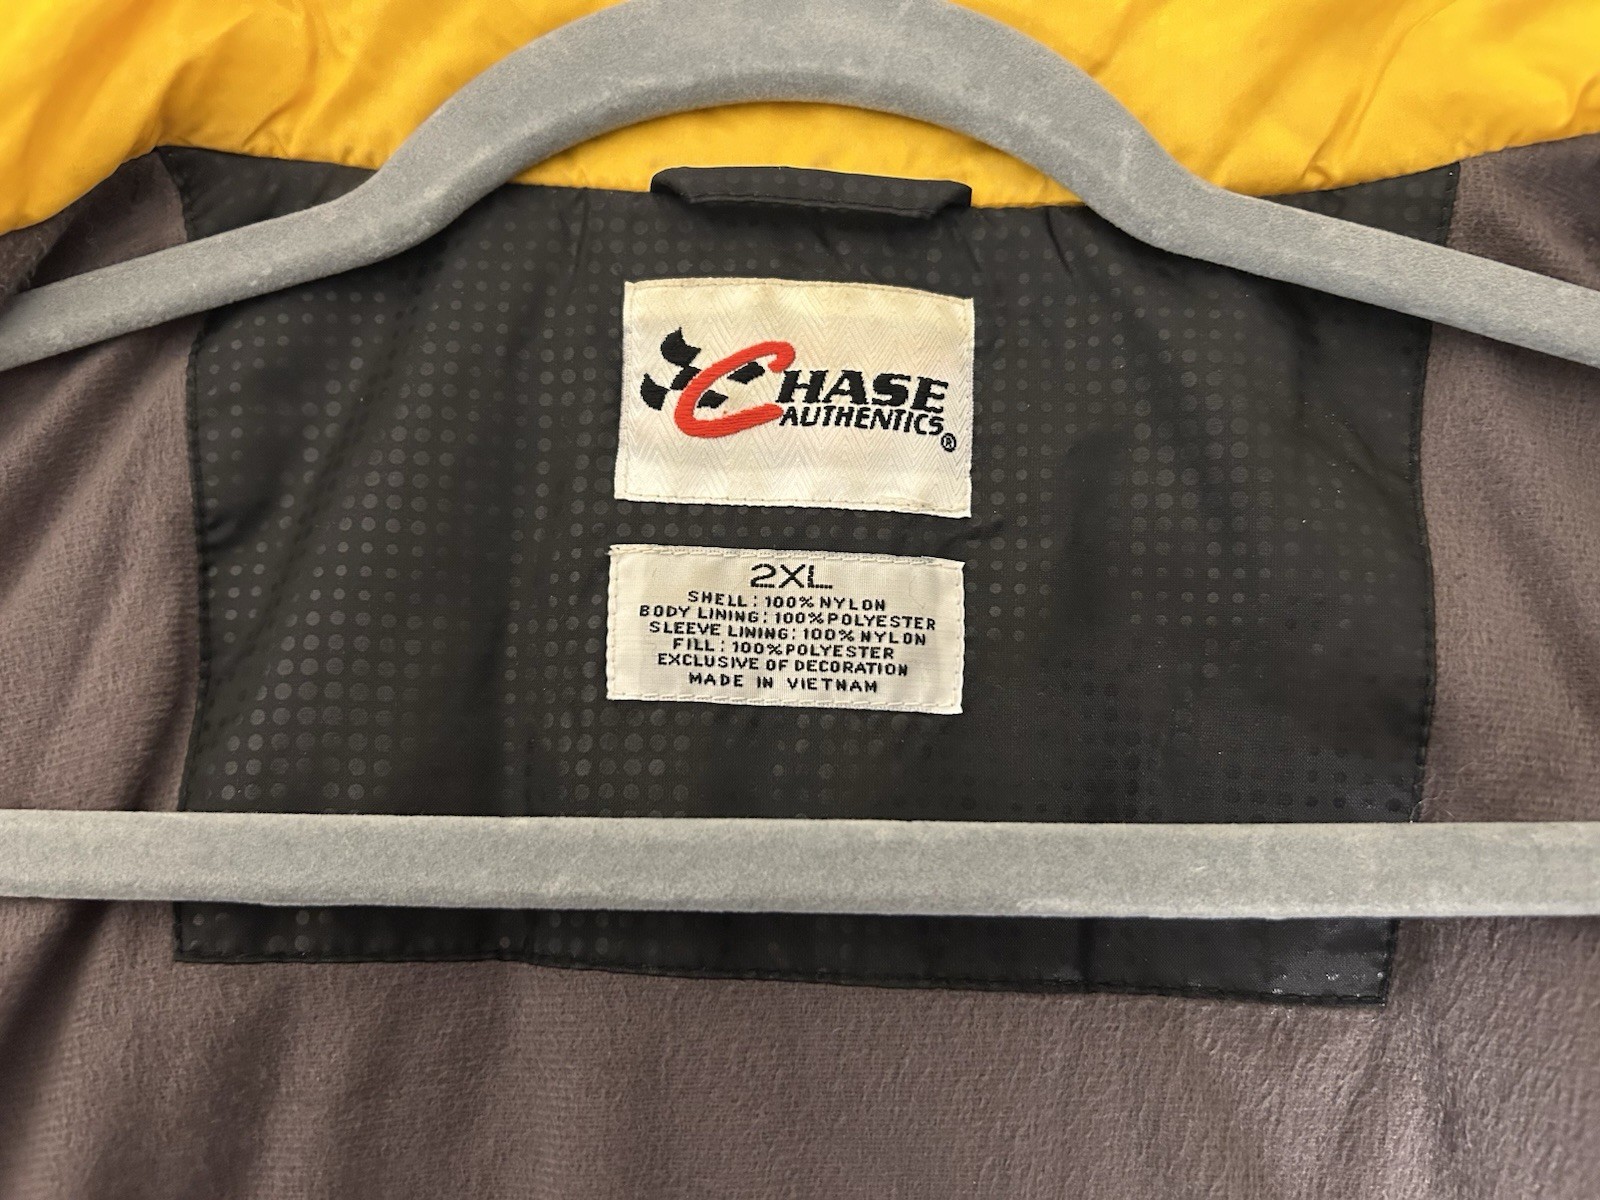 CHASE
AUTHENTICS®
2XL
SHELL: 100% NYLON
BODY LINING: 100% POLYESTER
SLEEVE LINING: 100% NYLON
FILL: 100% POLYESTER
EXCLUSIVE OF DECORATION
MADE IN VIETNAM